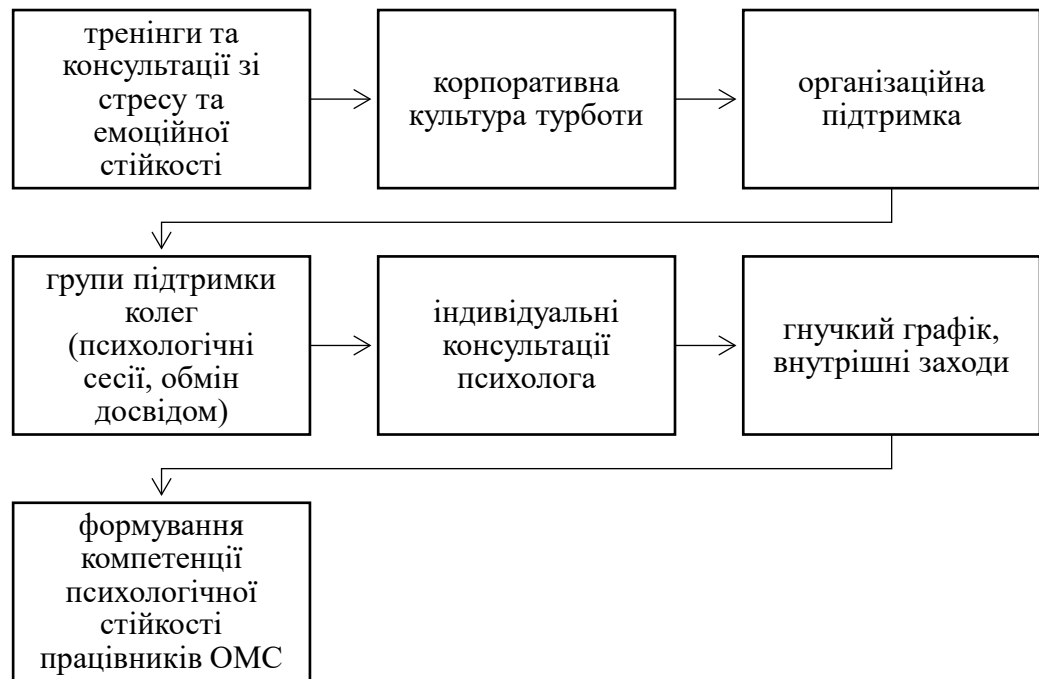 тренінги та
консультації зі
стресу та
емоційної
стійкості
корпоративна
культура турботи
організаційна
підтримка
групи підтримки
колег
(психологічні
сесії, обмін
досвідом)
індивідуальні
консультації
психолога
гнучкий графік,
внутрішні заходи
формування
компетенції
психологічної
стійкості
працівників ОМС